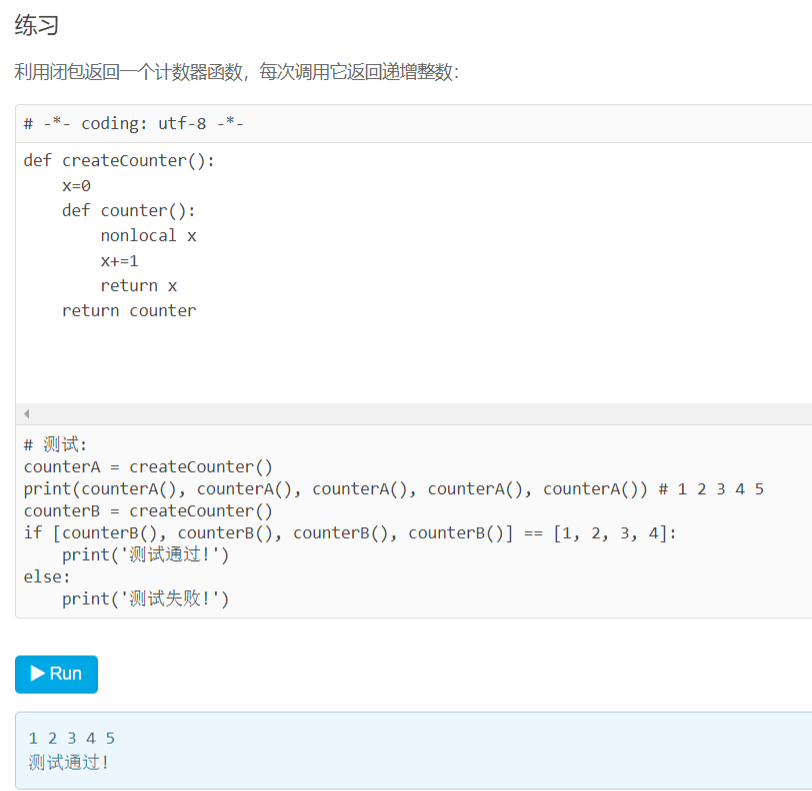 练习
利用闭包返回一个计数器函数，每次调用它返回递增整数：
# -*- coding: utf-8 -*-
def createCounter():
    x=0
    def counter():
        nonlocal x
        x+=1
        return x
    return counter
# 测试:
counterA = createCounter()
print(counterA(), counterA(), counterA(), counterA(), counterA()) # 1 2 3 4 5
counterB = createCounter()
if [counterB(), counterB(), counterB(), counterB()] == [1, 2, 3, 4]:
    print('测试通过!')
else:
    print('测试失败!')
Run
1 2 3 4 5
测试通过!